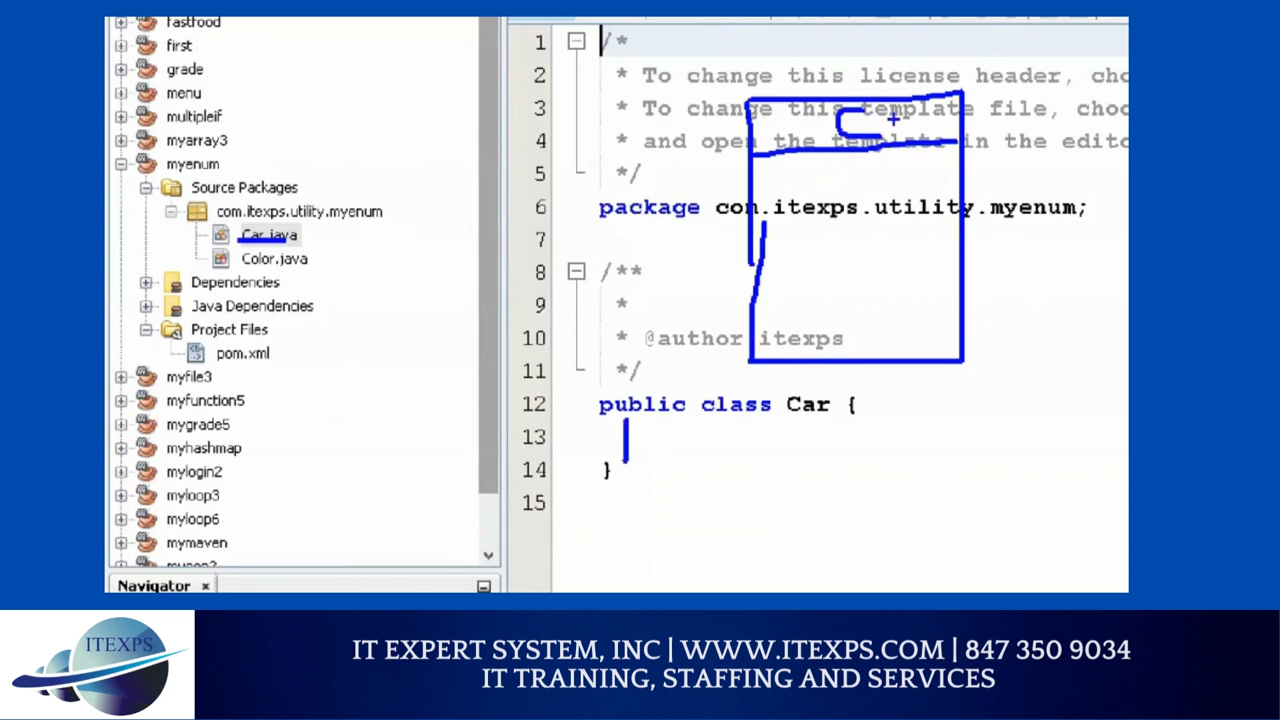 fastfood
first
grade
menu
multipleif
myarray3
myenum
Source Packages
com.itexps.utility.myenum
Car.java
Color.java
Dependencies
Java Dependencies
Project Files
pom.xml
myfile3
myfunction5
mygrade5
myhashmap
mylogin2
myloop3
myloop6
mymaven
Navigator
1 /*
2 * To change this license header, cho
3 * To change this template file, choo
4 * and open the template in the edito
5 */
6 package com.itexps.utility.myenum;
7
8 /**
9 *
10 * @author itexps
11 */
12 public class Car {
13
14 }
15
ITEXPS
IT EXPERT SYSTEM, INC | WWW.ITEXPS.COM | 847 350 9034
IT TRAINING, STAFFING AND SERVICES